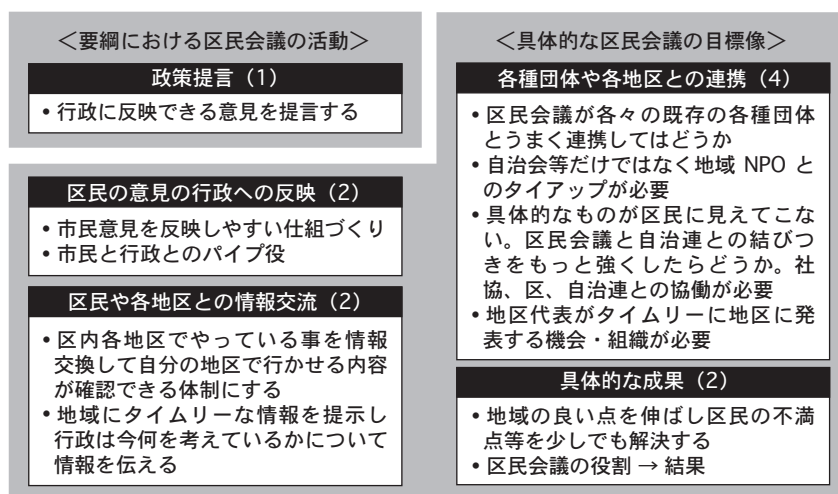 ＜要綱における区民会議の活動＞
政策提言（1）
• 行政に反映できる意見を提言する
区民の意見の行政への反映（2）
• 市民意見を反映しやすい仕組づくり
• 市民と行政とのパイプ役
区民や各地区との情報交流（2）
• 区内各地区でやっている事を情報
交換して自分の地区で行かせる内容
が確認できる体制にする
• 地域にタイムリーな情報を提示し
行政は今何を考えているかについて
情報を伝える
＜具体的な区民会議の目標像＞
各種団体や各地区との連携（4）
• 区民会議が各々の既存の各種団体
とうまく連携してはどうか
• 自治会等だけではなく地域 NPO と
のタイアップが必要
• 具体的なものが区民に見えてこな
い。区民会議と自治連との結びつ
きをもっと強くしたらどうか。社
協、区、自治連との協働が必要
• 地区代表がタイムリーに地区に発
表する機会・組織が必要
具体的な成果（2）
• 地域の良い点を伸ばし区民の不満
点等を少しでも解決する
• 区民会議の役割 → 結果